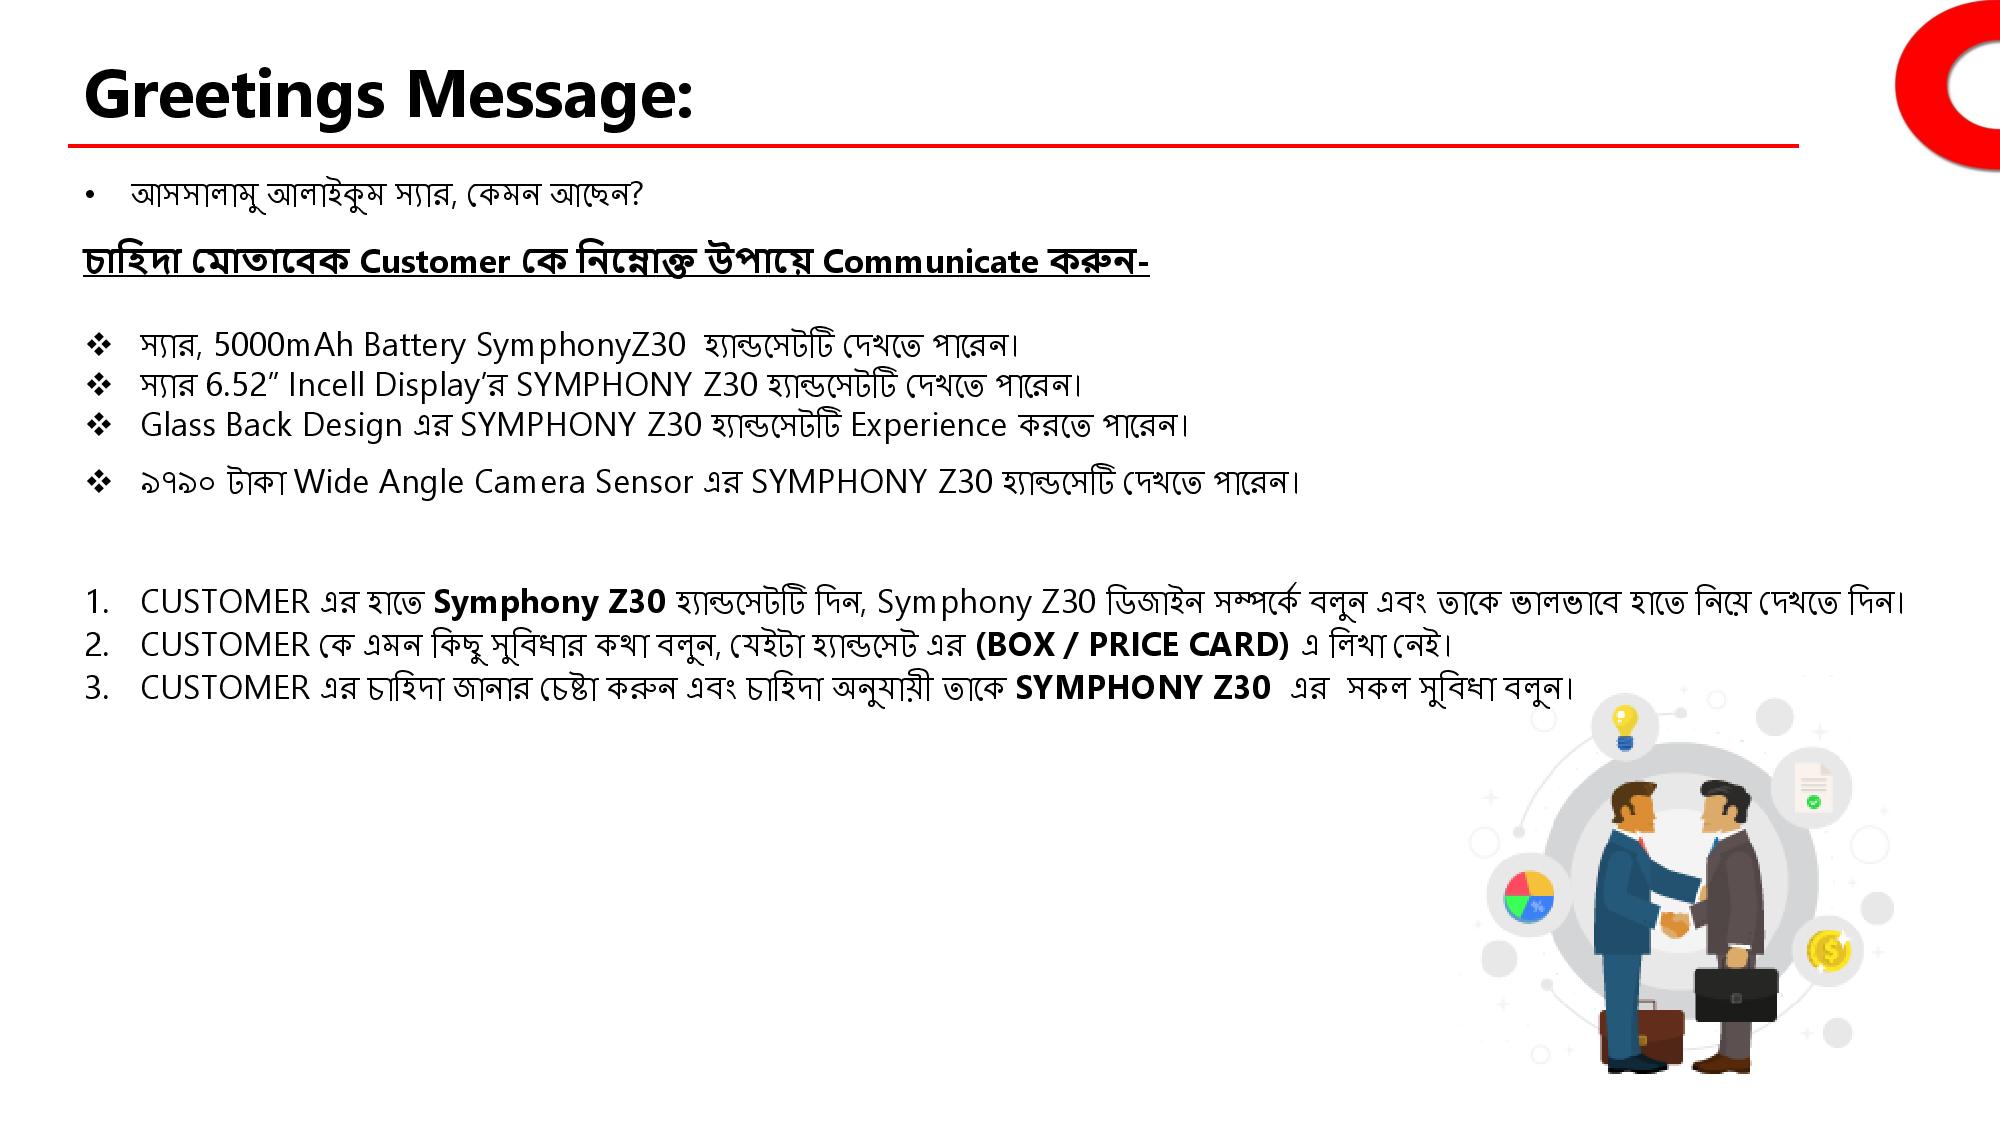 Greetings Message:
• আসসালামু আলাইকুম স্যার, কেমন আছেন?
চাহিদা মোতাবেক Customer কে নিম্নোক্ত উপায়ে Communicate করুন-
❖ স্যার, 5000mAh Battery SymphonyZ30 হ্যান্ডসেটটি দেখতে পারেন।
❖ স্যার 6.52” Incell Display’র SYMPHONY Z30 হ্যান্ডসেটটি দেখতে পারেন।
❖ Glass Back Design এর SYMPHONY Z30 হ্যান্ডসেটটি Experience করতে পারেন।
❖ ৯৭৯০ টাকা Wide Angle Camera Sensor এর SYMPHONY Z30 হ্যান্ডসেটি দেখতে পারেন।
1. CUSTOMER এর হাতে Symphony Z30 হ্যান্ডসেটটি দিন, Symphony Z30 ডিজাইন সম্পর্কে বলুন এবং তাকে ভালভাবে হাতে নিয়ে দেখতে দিন।
2. CUSTOMER কে এমন কিছু সুবিধার কথা বলুন, যেইটা হ্যান্ডসেট এর (BOX / PRICE CARD) এ লিখা নেই।
3. CUSTOMER এর চাহিদা জানার চেষ্টা করুন এবং চাহিদা অনুযায়ী তাকে SYMPHONY Z30 এর সকল সুবিধা বলুন।